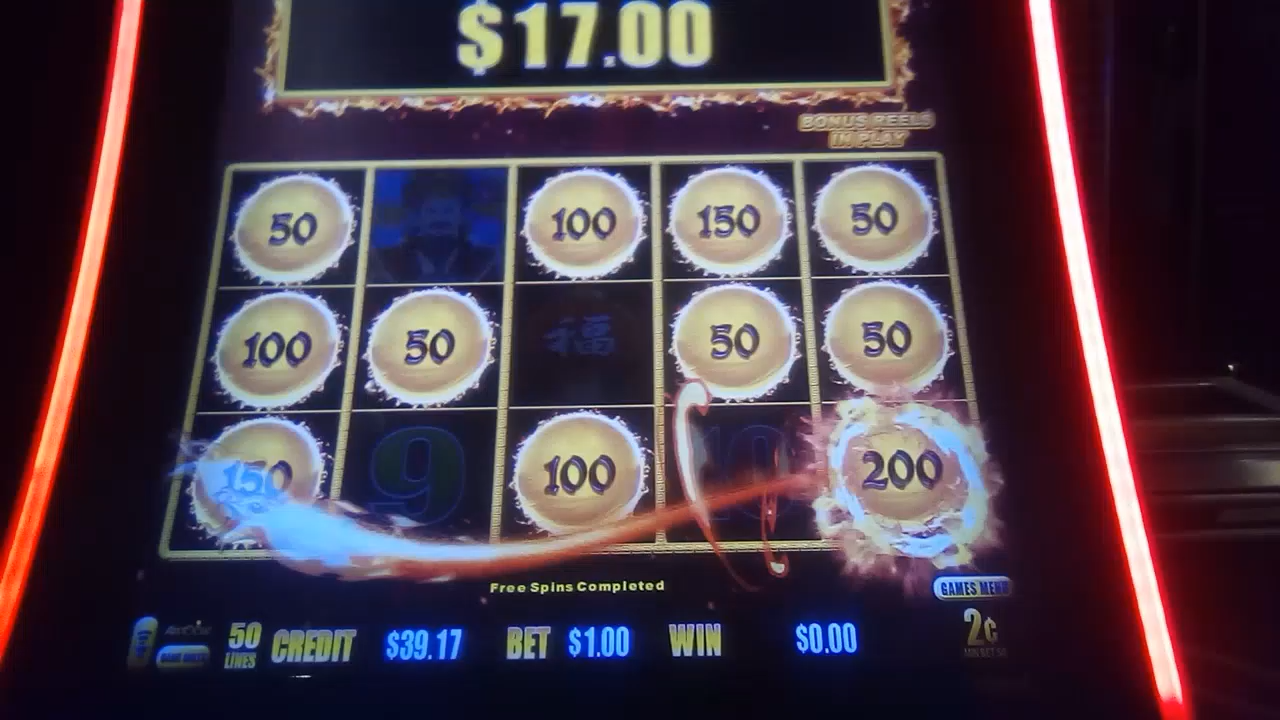 $17.00
BONUS REELS
IN PLAY
50 100 150 50
100 50 福 50 50
150 9 100 10 200
Free Spins Completed
GAMES MENU
50 LINES CREDIT $39.17 BET $1.00 WIN $0.00 2¢